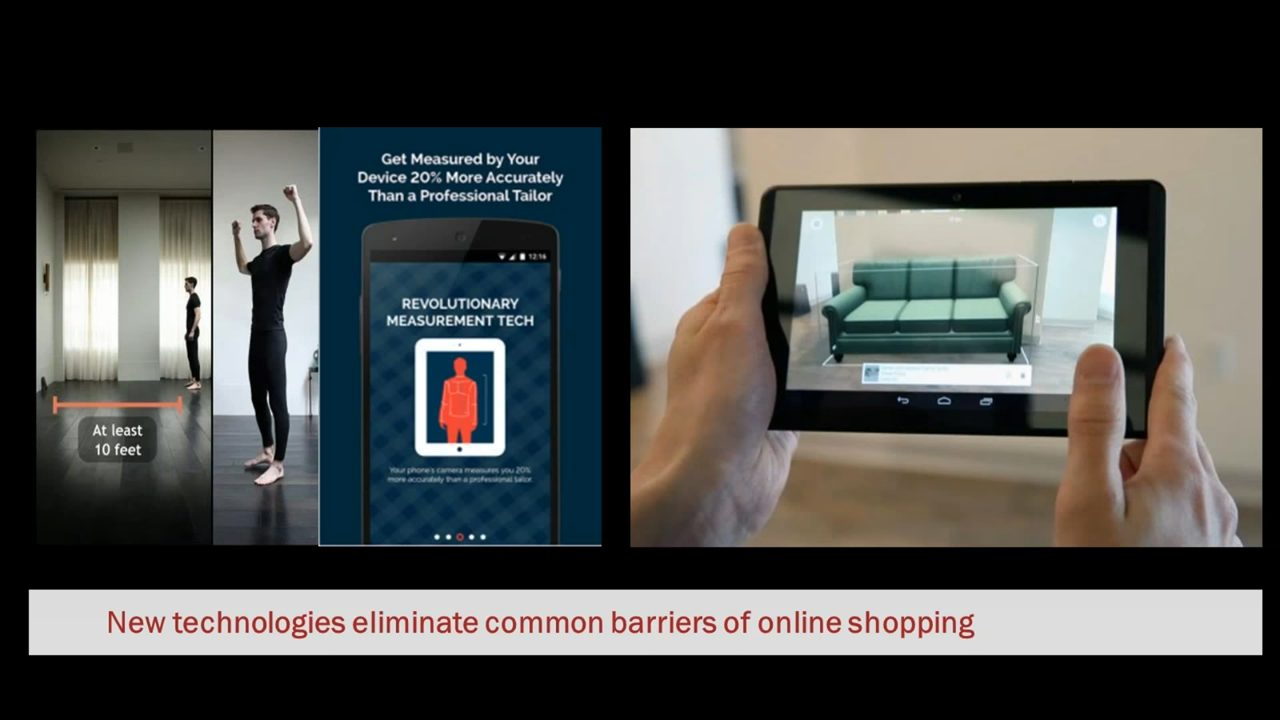 At least
10 feet
Get Measured by Your
Device 20% More Accurately
Than a Professional Tailor
12:16
REVOLUTIONARY
MEASUREMENT TECH
Your phone's camera measures you 20%
more accurately than a professional tailor
New technologies eliminate common barriers of online shopping